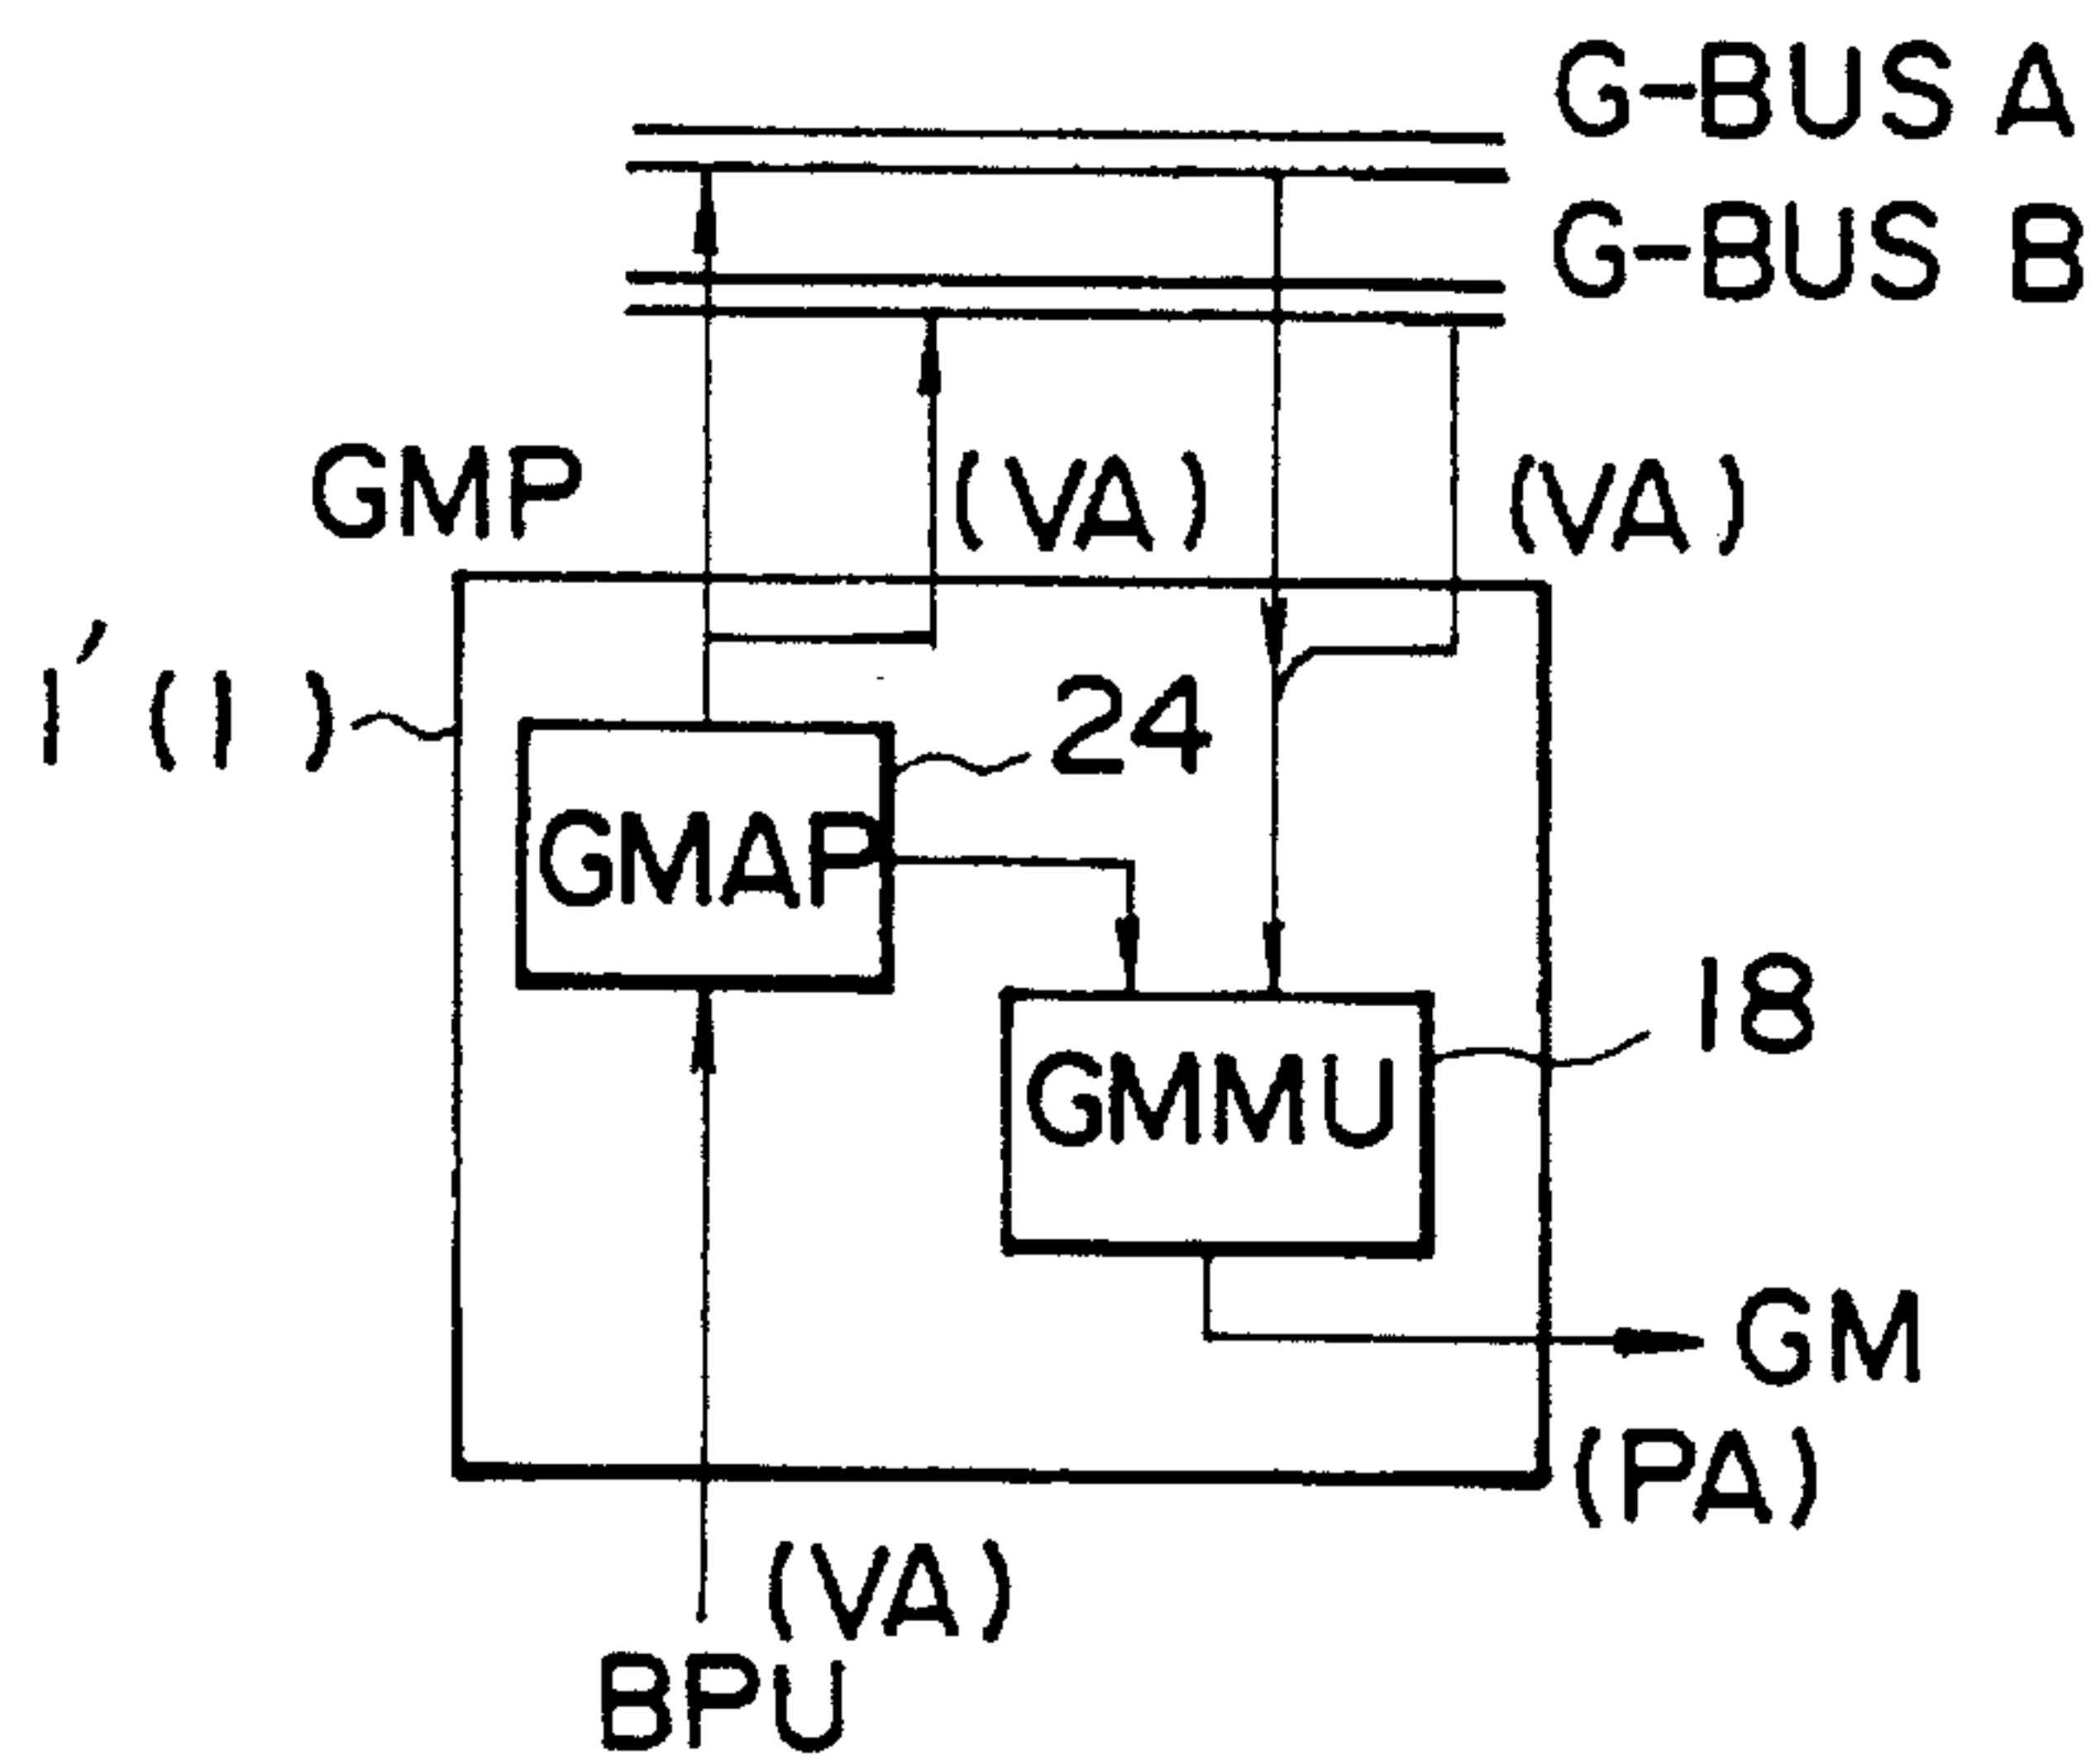 G-BUS A
G-BUS B
GMP
(VA)
(VA)
1'(1)
24
GMAP
18
GMMU
GM
(PA)
(VA)
BPU